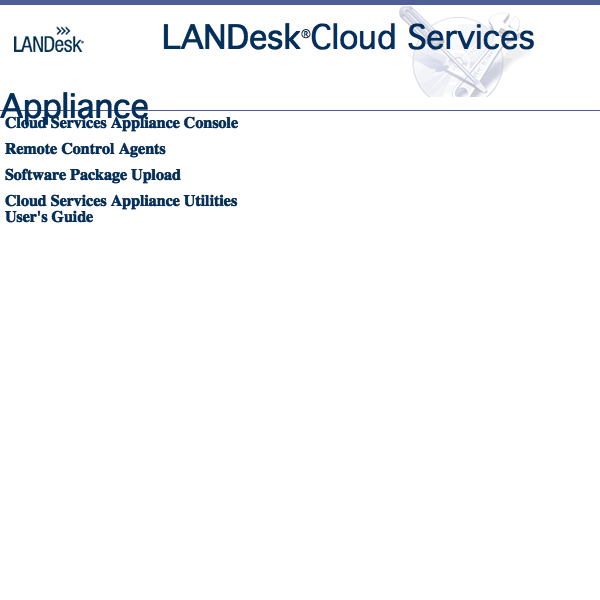 LANDesk®
LANDesk®Cloud Services
Appliance
Cloud Services Appliance Console
Remote Control Agents
Software Package Upload
Cloud Services Appliance Utilities
User's Guide